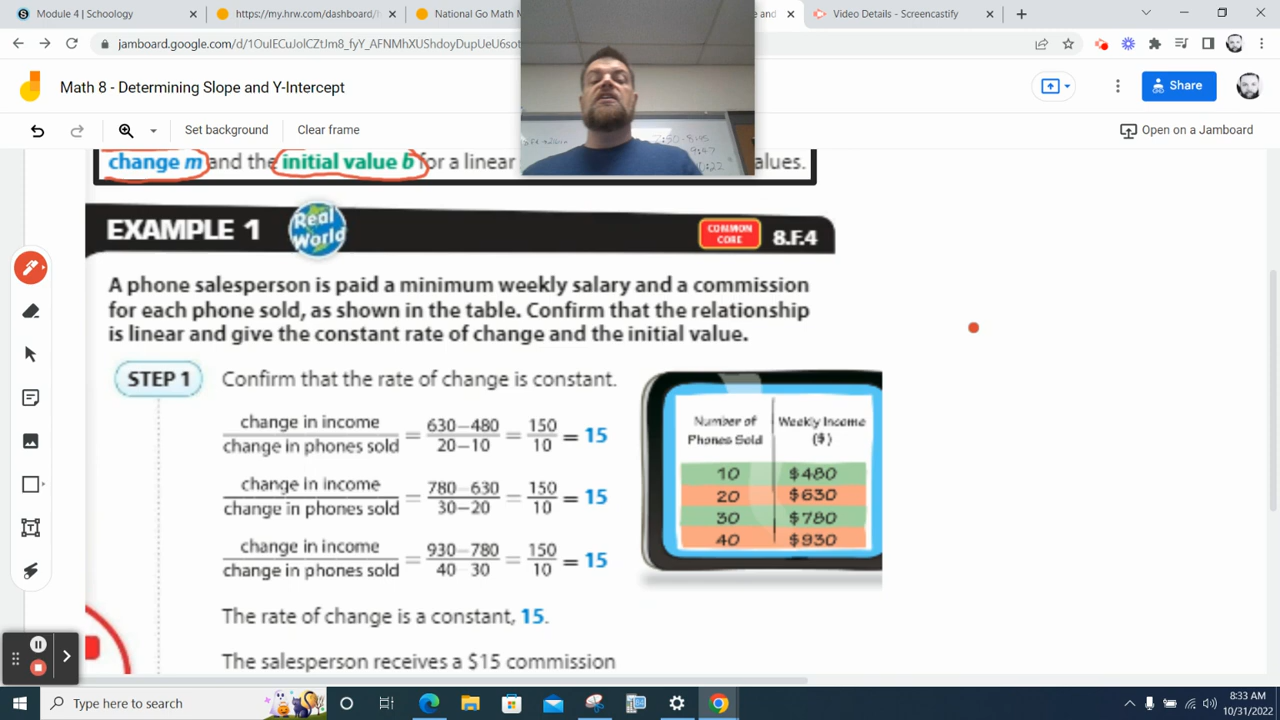 Module 4 | Schoology
https://my.hrw.com/dashboard/
National Go Math M
e and
Video Details - Screencastify
jamboard.google.com/d/1OuIECuJolCZtJm8_fyY_AFNMhXUShdoyDupUeU6sot
Math 8 - Determining Slope and Y-Intercept
Share
Set background
Clear frame
Open on a Jamboard
change m and the initial value b for a linear
values.
EXAMPLE 1
Real World
COMMON CORE
8.F.4
A phone salesperson is paid a minimum weekly salary and a commission
for each phone sold, as shown in the table. Confirm that the relationship
is linear and give the constant rate of change and the initial value.
STEP 1
Confirm that the rate of change is constant.
change in income / change in phones sold = 630–480 / 20–10 = 150 / 10 = 15
change in income / change in phones sold = 780–630 / 30–20 = 150 / 10 = 15
change in income / change in phones sold = 930–780 / 40 30 = 150 / 10 = 15
The rate of change is a constant, 15.
The salesperson receives a $15 commission
Number of Phones Sold
Weekly Income ($)
10 $480
20 $630
30 $780
40 $930
Type here to search
8:33 AM
10/31/2022